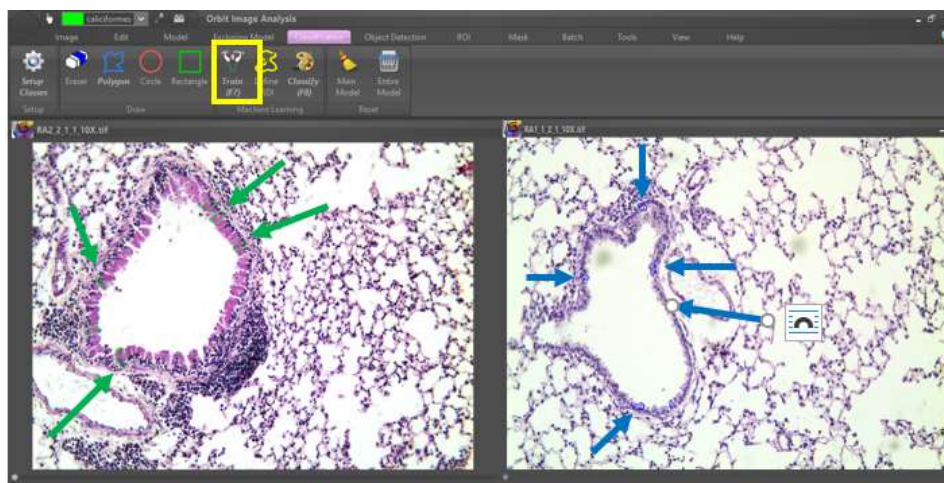 caliciformes Orbit Image Analysis
Image Edit Model Exclusion Model Classification Object Detection ROI Mask Batch Tools View Help
Setup Classes Eraser Polygon Circle Rectangle Train (F7) Define ROI Classify (F8) Main Model Entire Model
Setup Draw Machine Learning Reset
RA2_2_1_1_10X.tif RA1_1_2_1_10X.tif